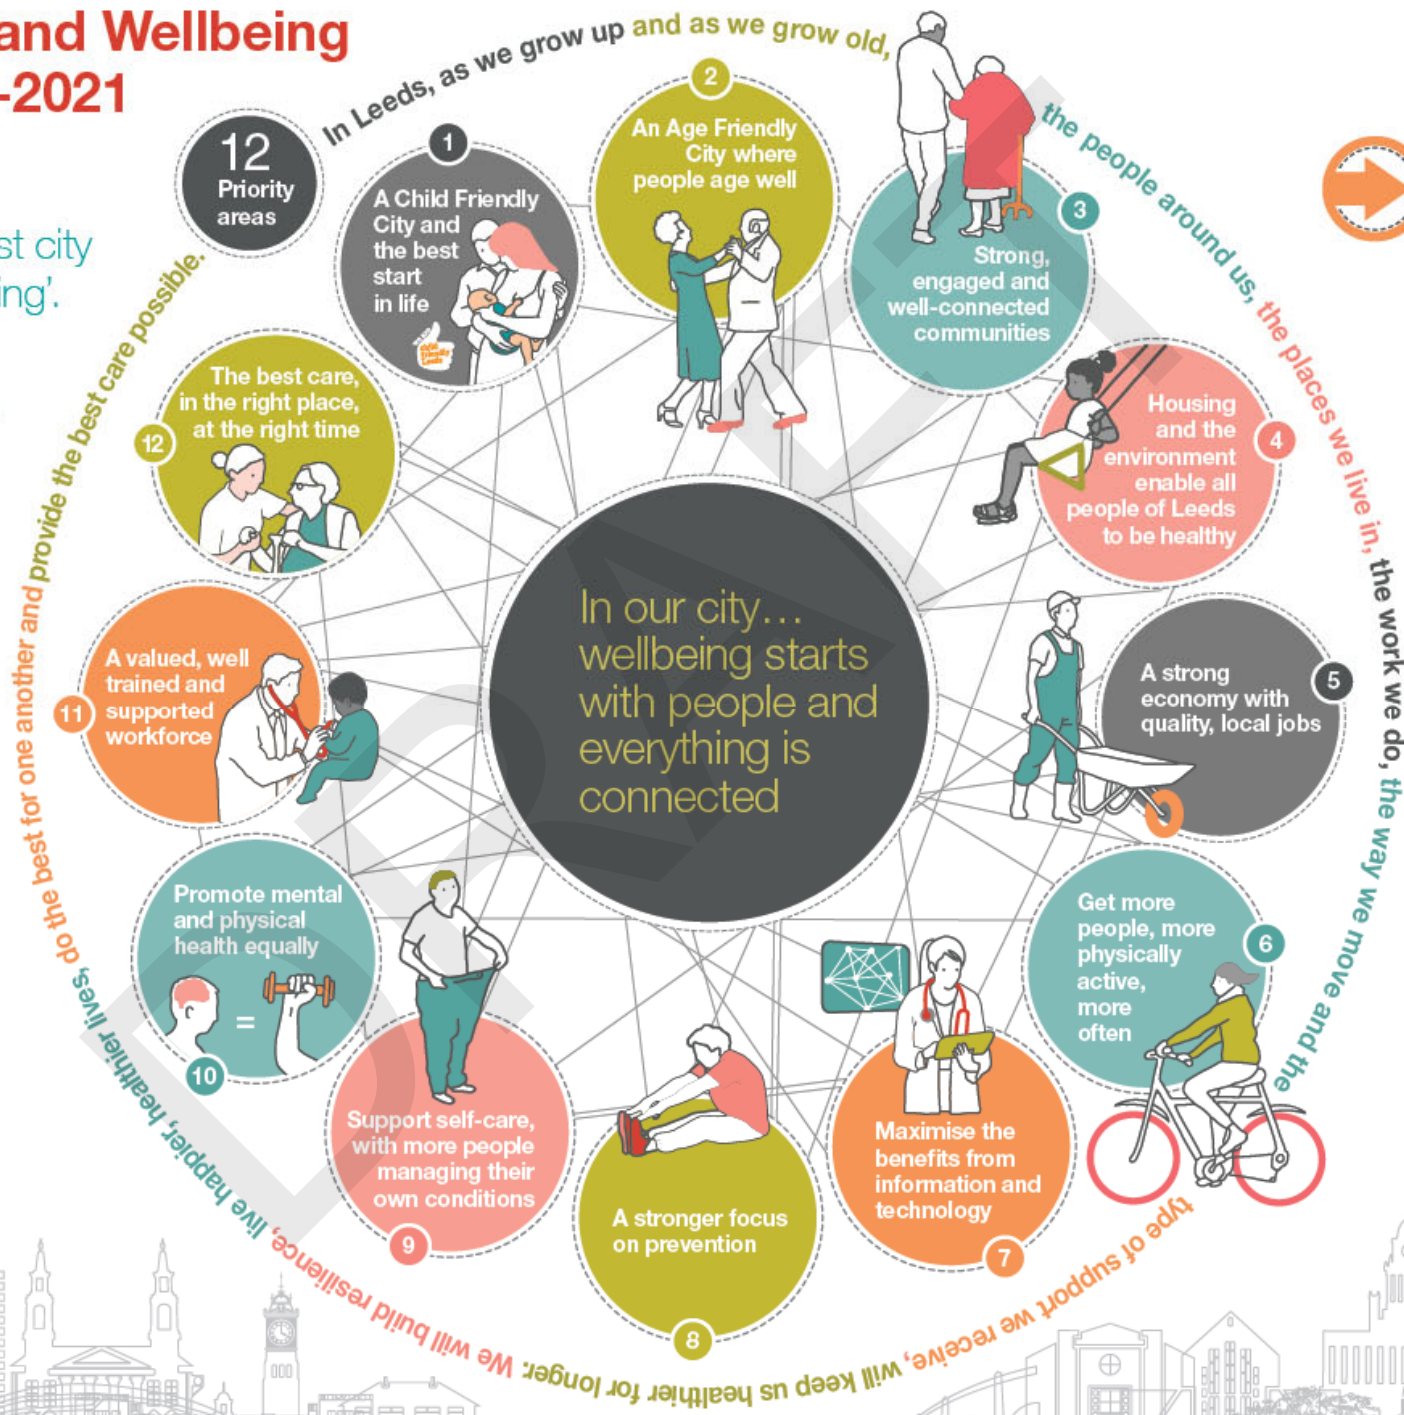 and Wellbeing
-2021
st city
ing’.
12
Priority
areas
In Leeds, as we grow up and as we grow old, the people around us, the places we live in, the work we do, the way we move and the type of support we receive, will keep us healthier for longer. We will build resilience, live happier, healthier lives, do the best for one another and provide the best care possible.
1
A Child Friendly
City and
the best
start
in life
2
An Age Friendly
City where
people age well
3
Strong,
engaged and
well-connected
communities
4
Housing
and the
environment
enable all
people of Leeds
to be healthy
5
A strong
economy with
quality, local jobs
6
Get more
people, more
physically
active,
more
often
7
Maximise the
benefits from
information and
technology
8
A stronger focus
on prevention
9
Support self-care,
with more people
managing their
own conditions
10
Promote mental
and physical
health equally
=
11
A valued, well
trained and
supported
workforce
12
The best care,
in the right place,
at the right time
In our city…
wellbeing starts
with people and
everything is
connected
DRAFT